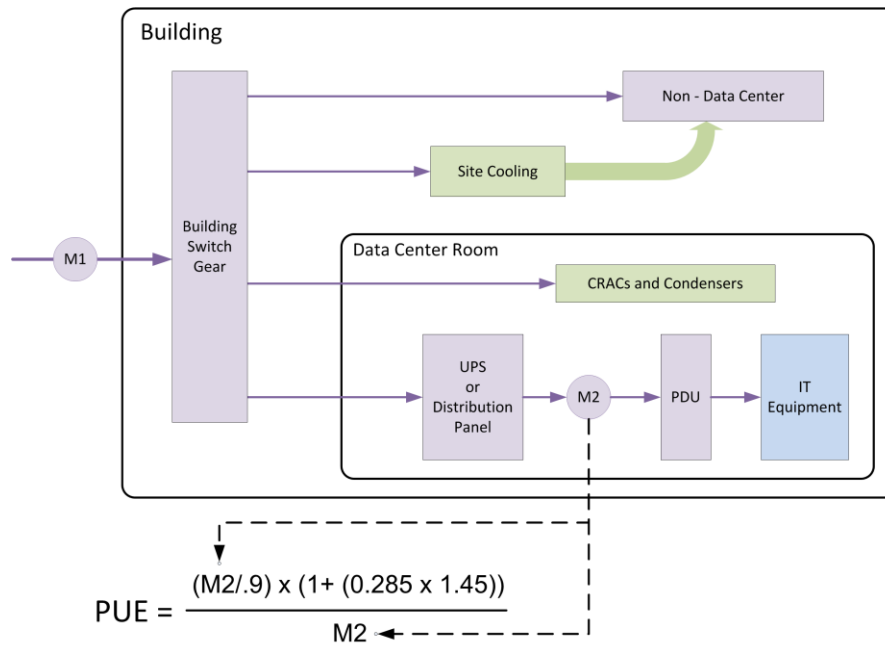 Building
Non - Data Center
Site Cooling
Building
Switch
Gear
M1
Data Center Room
CRACs and Condensers
UPS
or
Distribution
Panel
M2
PDU
IT
Equipment
PUE = (M2/.9) x (1+ (0.285 x 1.45))
M2